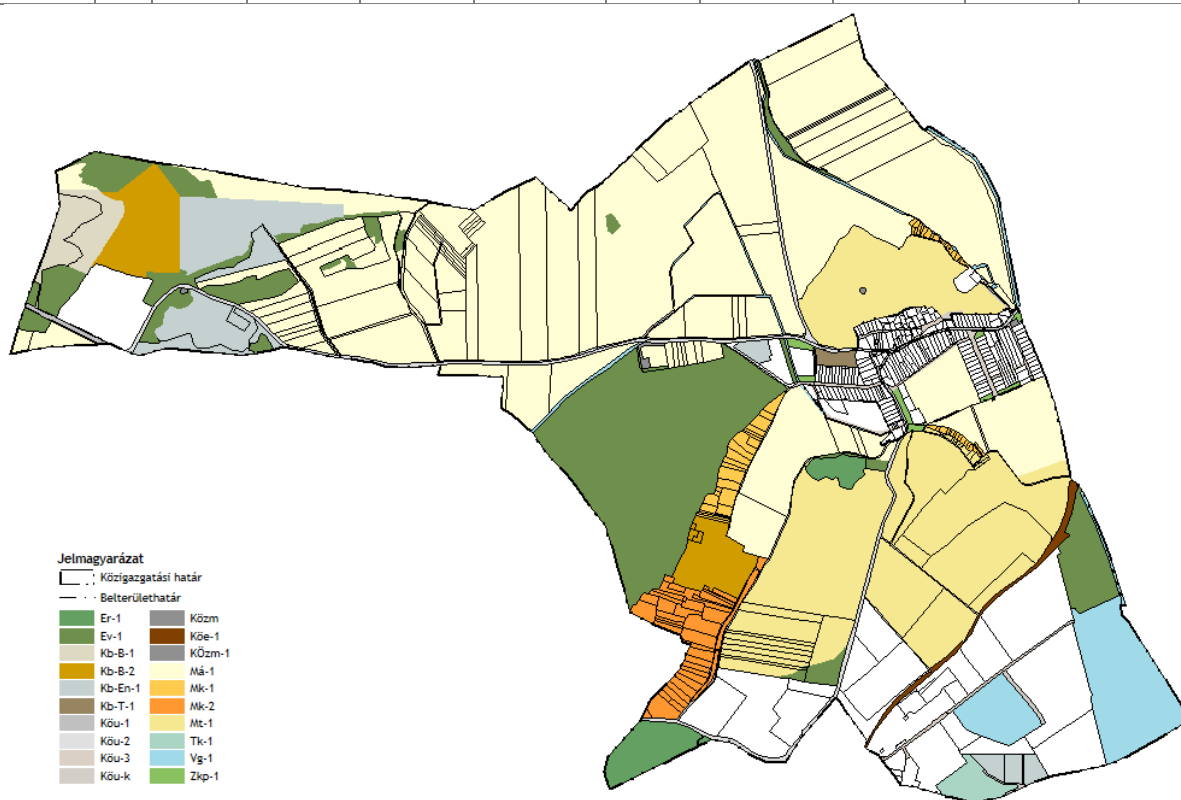 Jelmagyarázat
Közigazgatási határ
Belterülethatár
Er-1 Közm
Ev-1 Köe-1
Kb-B-1 KÖzm-1
Kb-B-2 Má-1
Kb-En-1 Mk-1
Kb-T-1 Mk-2
Köu-1 Mt-1
Köu-2 Tk-1
Köu-3 Vg-1
Köu-k Zkp-1